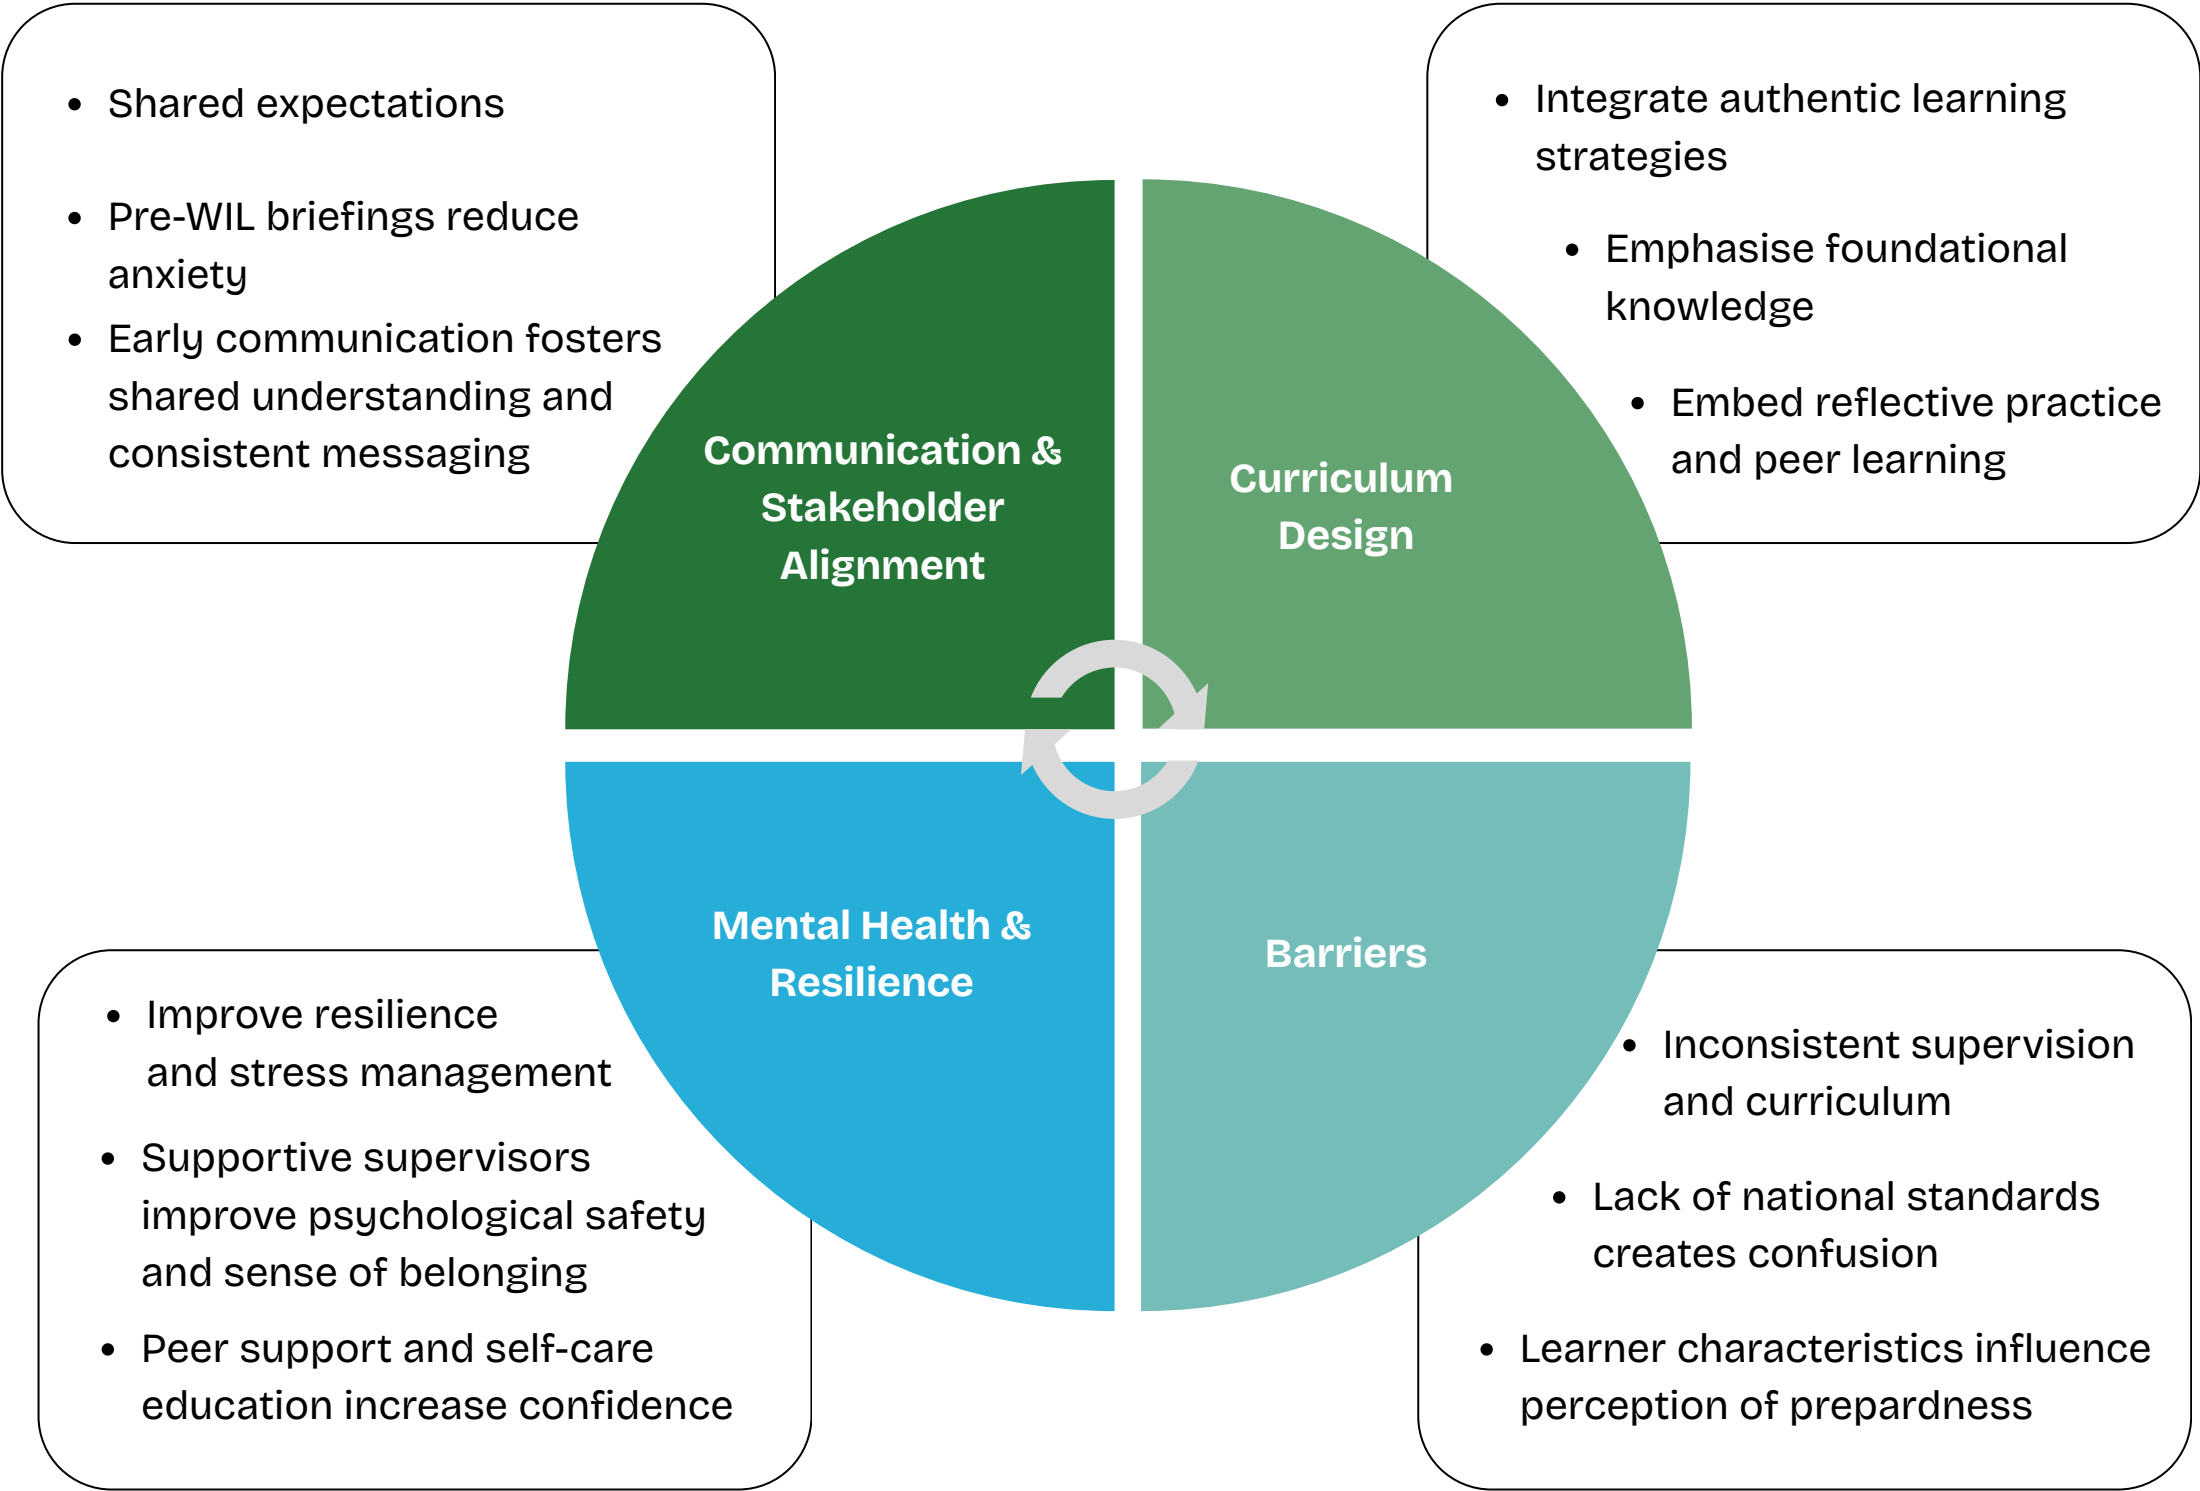 • Shared expectations
• Pre-WIL briefings reduce
anxiety
• Early communication fosters
shared understanding and
consistent messaging
Communication &
Stakeholder
Alignment
• Integrate authentic learning
strategies
• Emphasise foundational
knowledge
• Embed reflective practice
and peer learning
Curriculum
Design
Mental Health &
Resilience
• Improve resilience
and stress management
• Supportive supervisors
improve psychological safety
and sense of belonging
• Peer support and self-care
education increase confidence
Barriers
• Inconsistent supervision
and curriculum
• Lack of national standards
creates confusion
• Learner characteristics influence
perception of prepardness